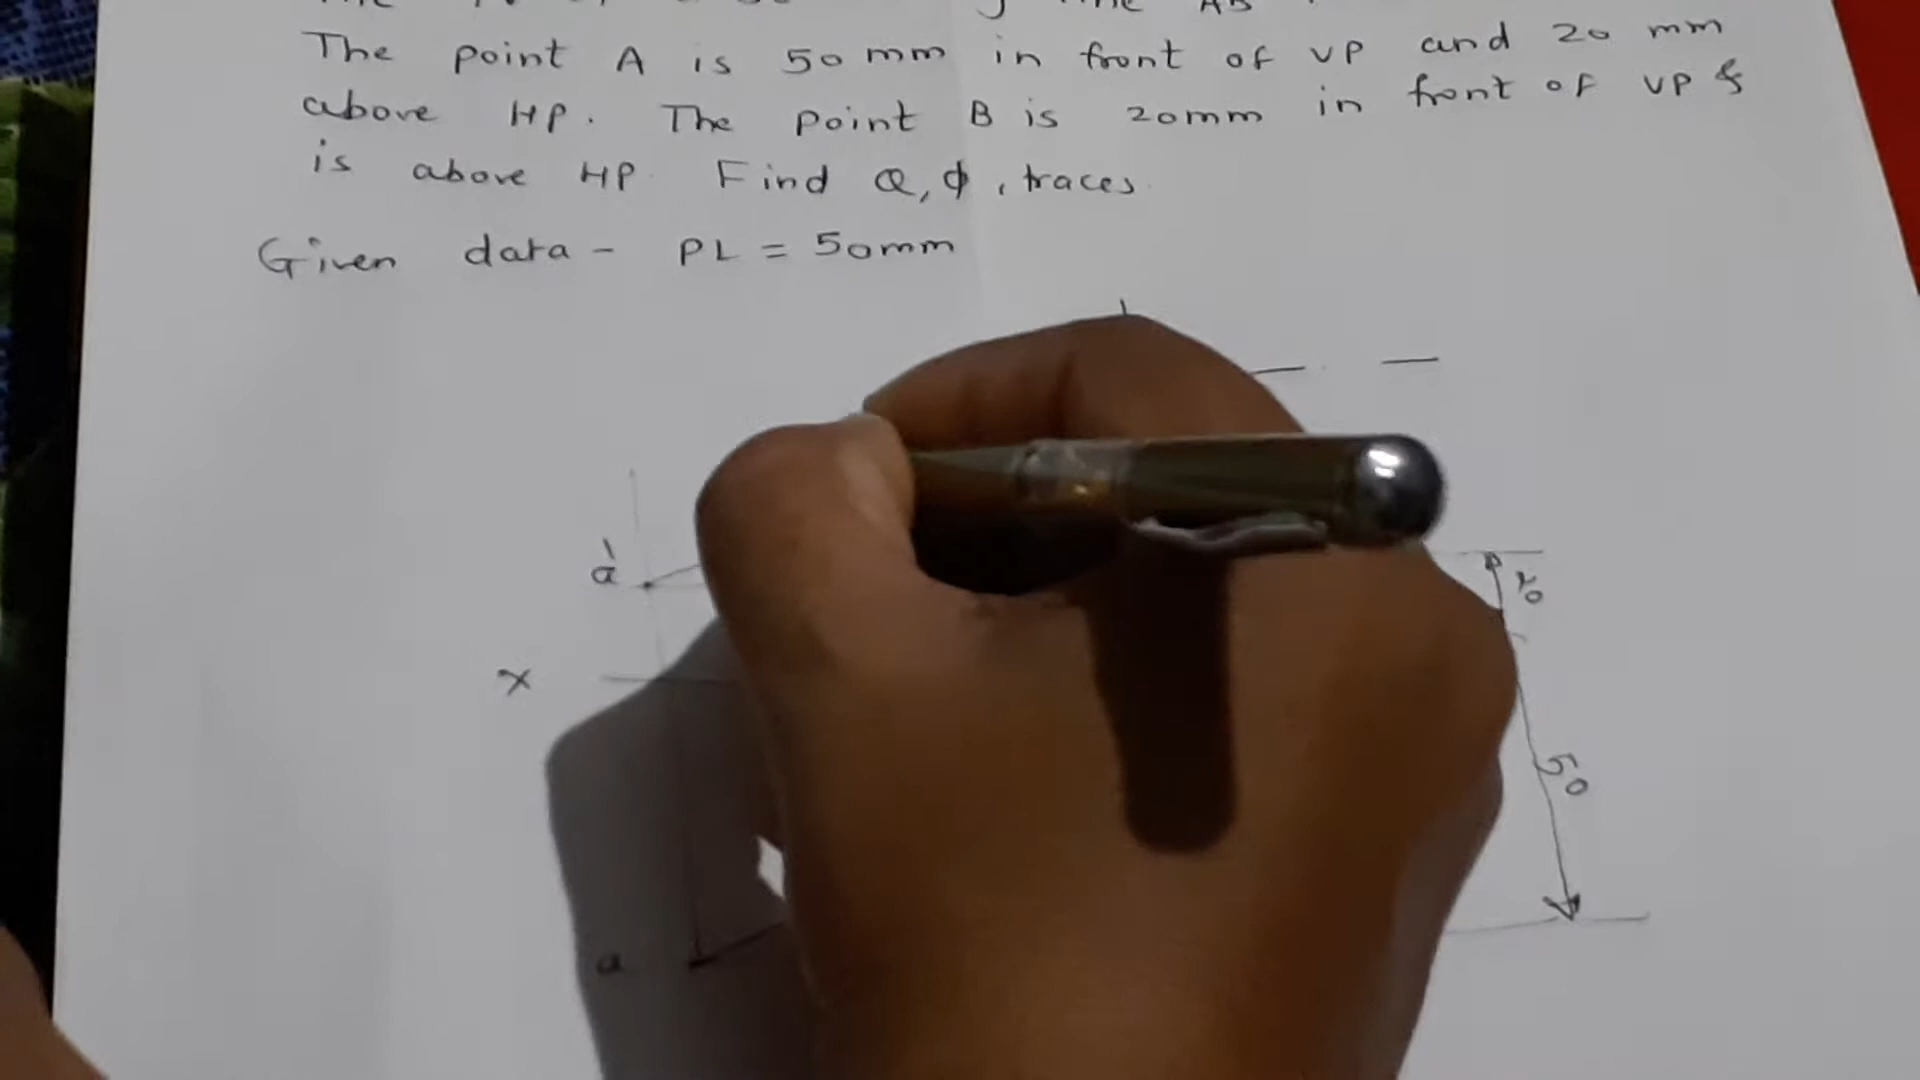 The point A is 50 mm in front of VP and 20 mm
above HP. The point B is 20mm in front of VP &
is above HP. Find θ, φ, traces.
Given data - PL = 50mm
a'
20
x
50
a